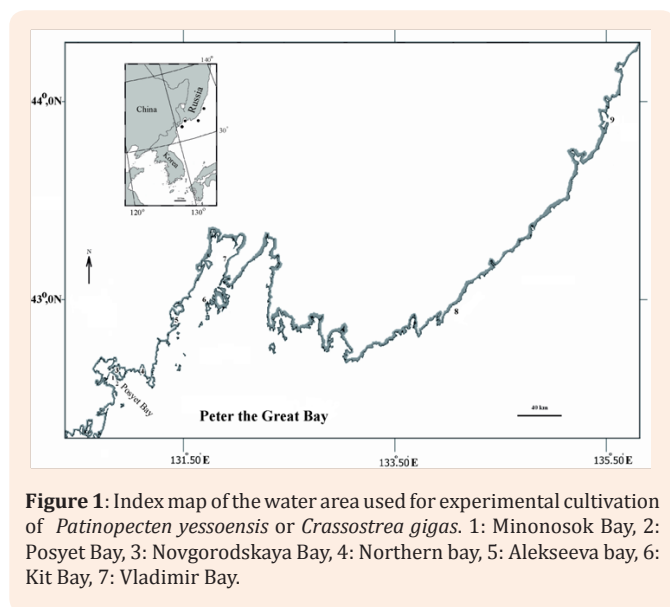 140°
China
Russia
30°
Korea
120° 130°
44°,0N
9
N
7
43°,0N
6
5
8
Posyet Bay
40 km
Peter the Great Bay
131°,50'E 133°,50'E 135°,50'E
Figure 1: Index map of the water area used for experimental cultivation
of Patinopecten yessoensis or Crassostrea gigas. 1: Minonosok Bay, 2:
Posyet Bay, 3: Novgorodskaya Bay, 4: Northern bay, 5: Alekseeva bay, 6:
Kit Bay, 7: Vladimir Bay.